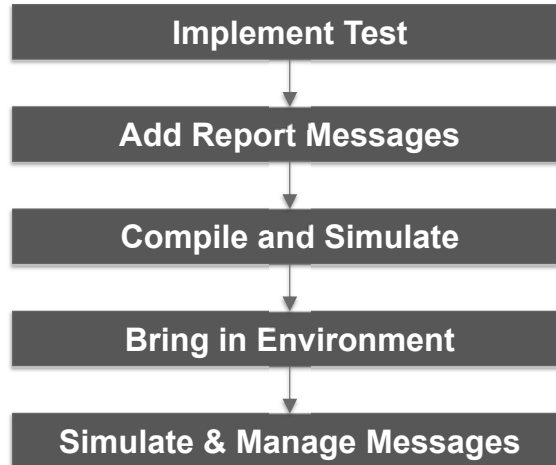 Implement Test
Add Report Messages
Compile and Simulate
Bring in Environment
Simulate & Manage Messages